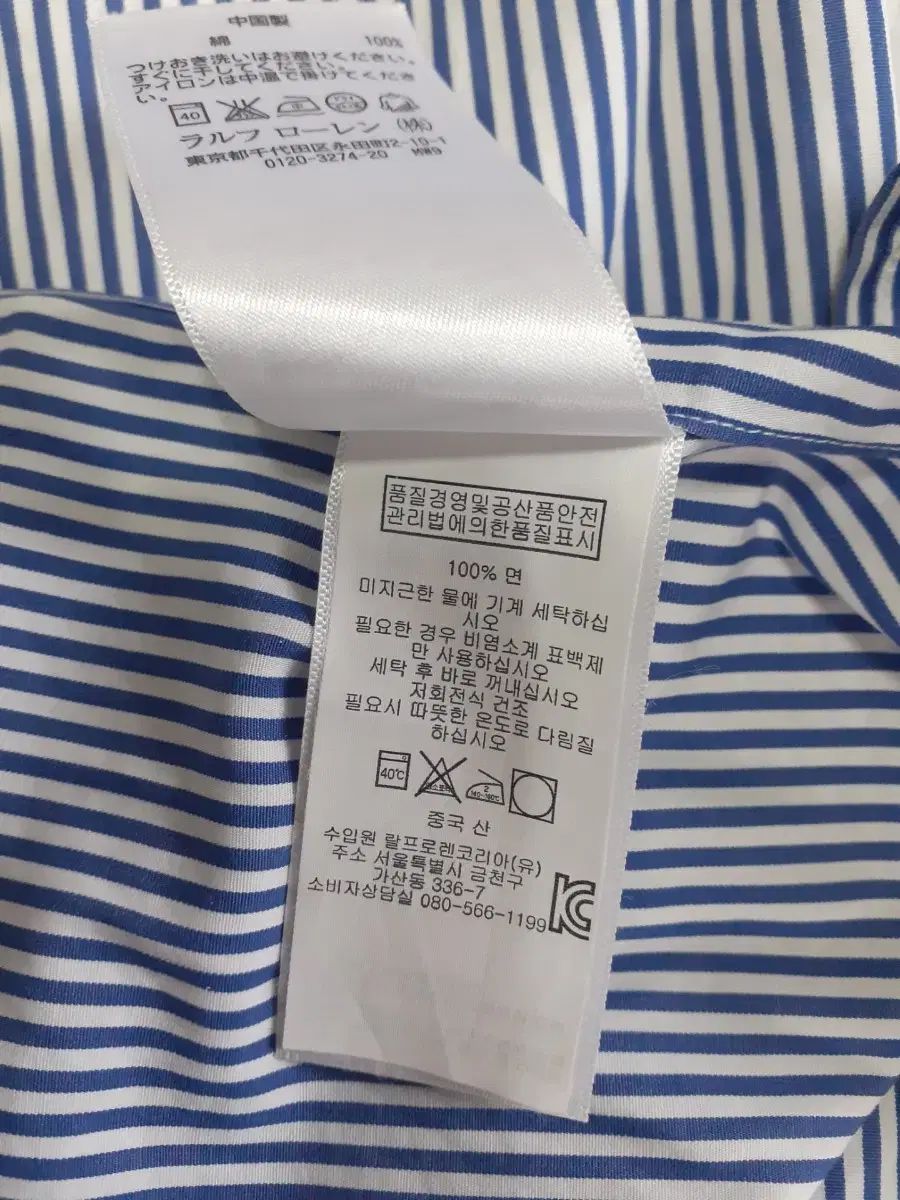 中国製
綿 100%
つけおき洗いはお避けください。
すぐに干してください。
アイロンは中温で掛けてくださ
い。
40
ラルフ ローレン (株)
東京都千代田区永田町2-10-1
0120-3274-20 MW9
품질경영및공산품안전
관리법에의한품질표시
100% 면
미지근한 물에 기계 세탁하십
시오
필요한 경우 비염소계 표백제
만 사용하십시오
세탁 후 바로 꺼내십시오
저회전식 건조
필요시 따뜻한 온도로 다림질
하십시오
40℃ 2 140~160℃
중국 산
수입원 랄프로렌코리아(유)
주소 서울특별시 금천구
가산동 336-7
소비자상담실 080-566-1199